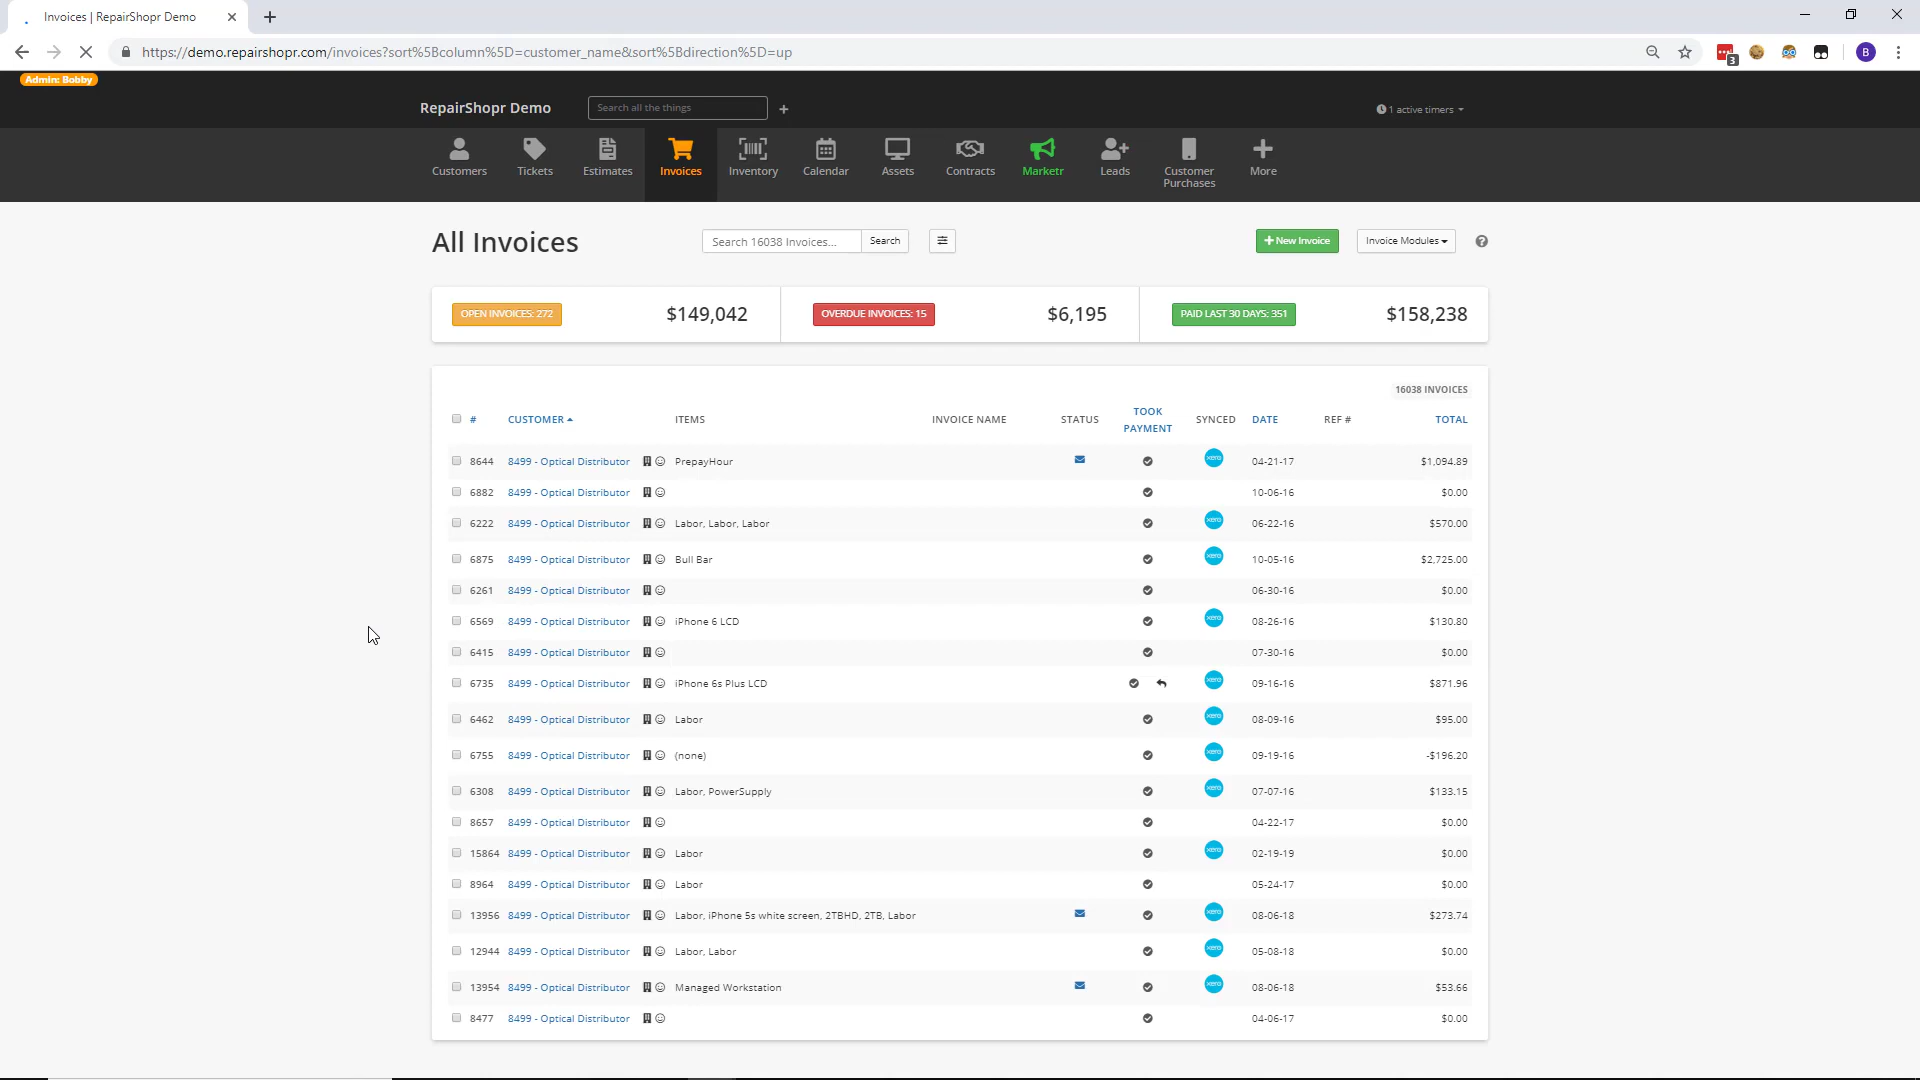 Invoices | RepairShopr Demo
https://demo.repairshopr.com/invoices?sort%5Bcolumn%5D=customer_name&sort%5Bdirection%5D=up
3
B
Admin: Bobby
RepairShopr Demo
Search all the things
1 active timers
Customers
Tickets
Estimates
Invoices
Inventory
Calendar
Assets
Contracts
Marketr
Leads
Customer
Purchases
More
All Invoices
Search 16038 Invoices...
Search
New Invoice
Invoice Modules
OPEN INVOICES: 272
$149,042
OVERDUE INVOICES: 15
$6,195
PAID LAST 30 DAYS: 351
$158,238
16038 INVOICES
# CUSTOMER ITEMS INVOICE NAME STATUS TOOK PAYMENT SYNCED DATE REF # TOTAL
8644 8499 - Optical Distributor PrepayHour xero 04-21-17 $1,094.89
6882 8499 - Optical Distributor 10-06-16 $0.00
6222 8499 - Optical Distributor Labor, Labor, Labor xero 06-22-16 $570.00
6875 8499 - Optical Distributor Bull Bar xero 10-05-16 $2,725.00
6261 8499 - Optical Distributor 06-30-16 $0.00
6569 8499 - Optical Distributor iPhone 6 LCD xero 08-26-16 $130.80
6415 8499 - Optical Distributor 07-30-16 $0.00
6735 8499 - Optical Distributor iPhone 6s Plus LCD xero 09-16-16 $871.96
6462 8499 - Optical Distributor Labor xero 08-09-16 $95.00
6755 8499 - Optical Distributor (none) xero 09-19-16 -$196.20
6308 8499 - Optical Distributor Labor, PowerSupply xero 07-07-16 $133.15
8657 8499 - Optical Distributor 04-22-17 $0.00
15864 8499 - Optical Distributor Labor xero 02-19-19 $0.00
8964 8499 - Optical Distributor Labor 05-24-17 $0.00
13956 8499 - Optical Distributor Labor, iPhone 5s white screen, 2TBHD, 2TB, Labor xero 08-06-18 $273.74
12944 8499 - Optical Distributor Labor, Labor xero 05-08-18 $0.00
13954 8499 - Optical Distributor Managed Workstation xero 08-06-18 $53.66
8477 8499 - Optical Distributor 04-06-17 $0.00